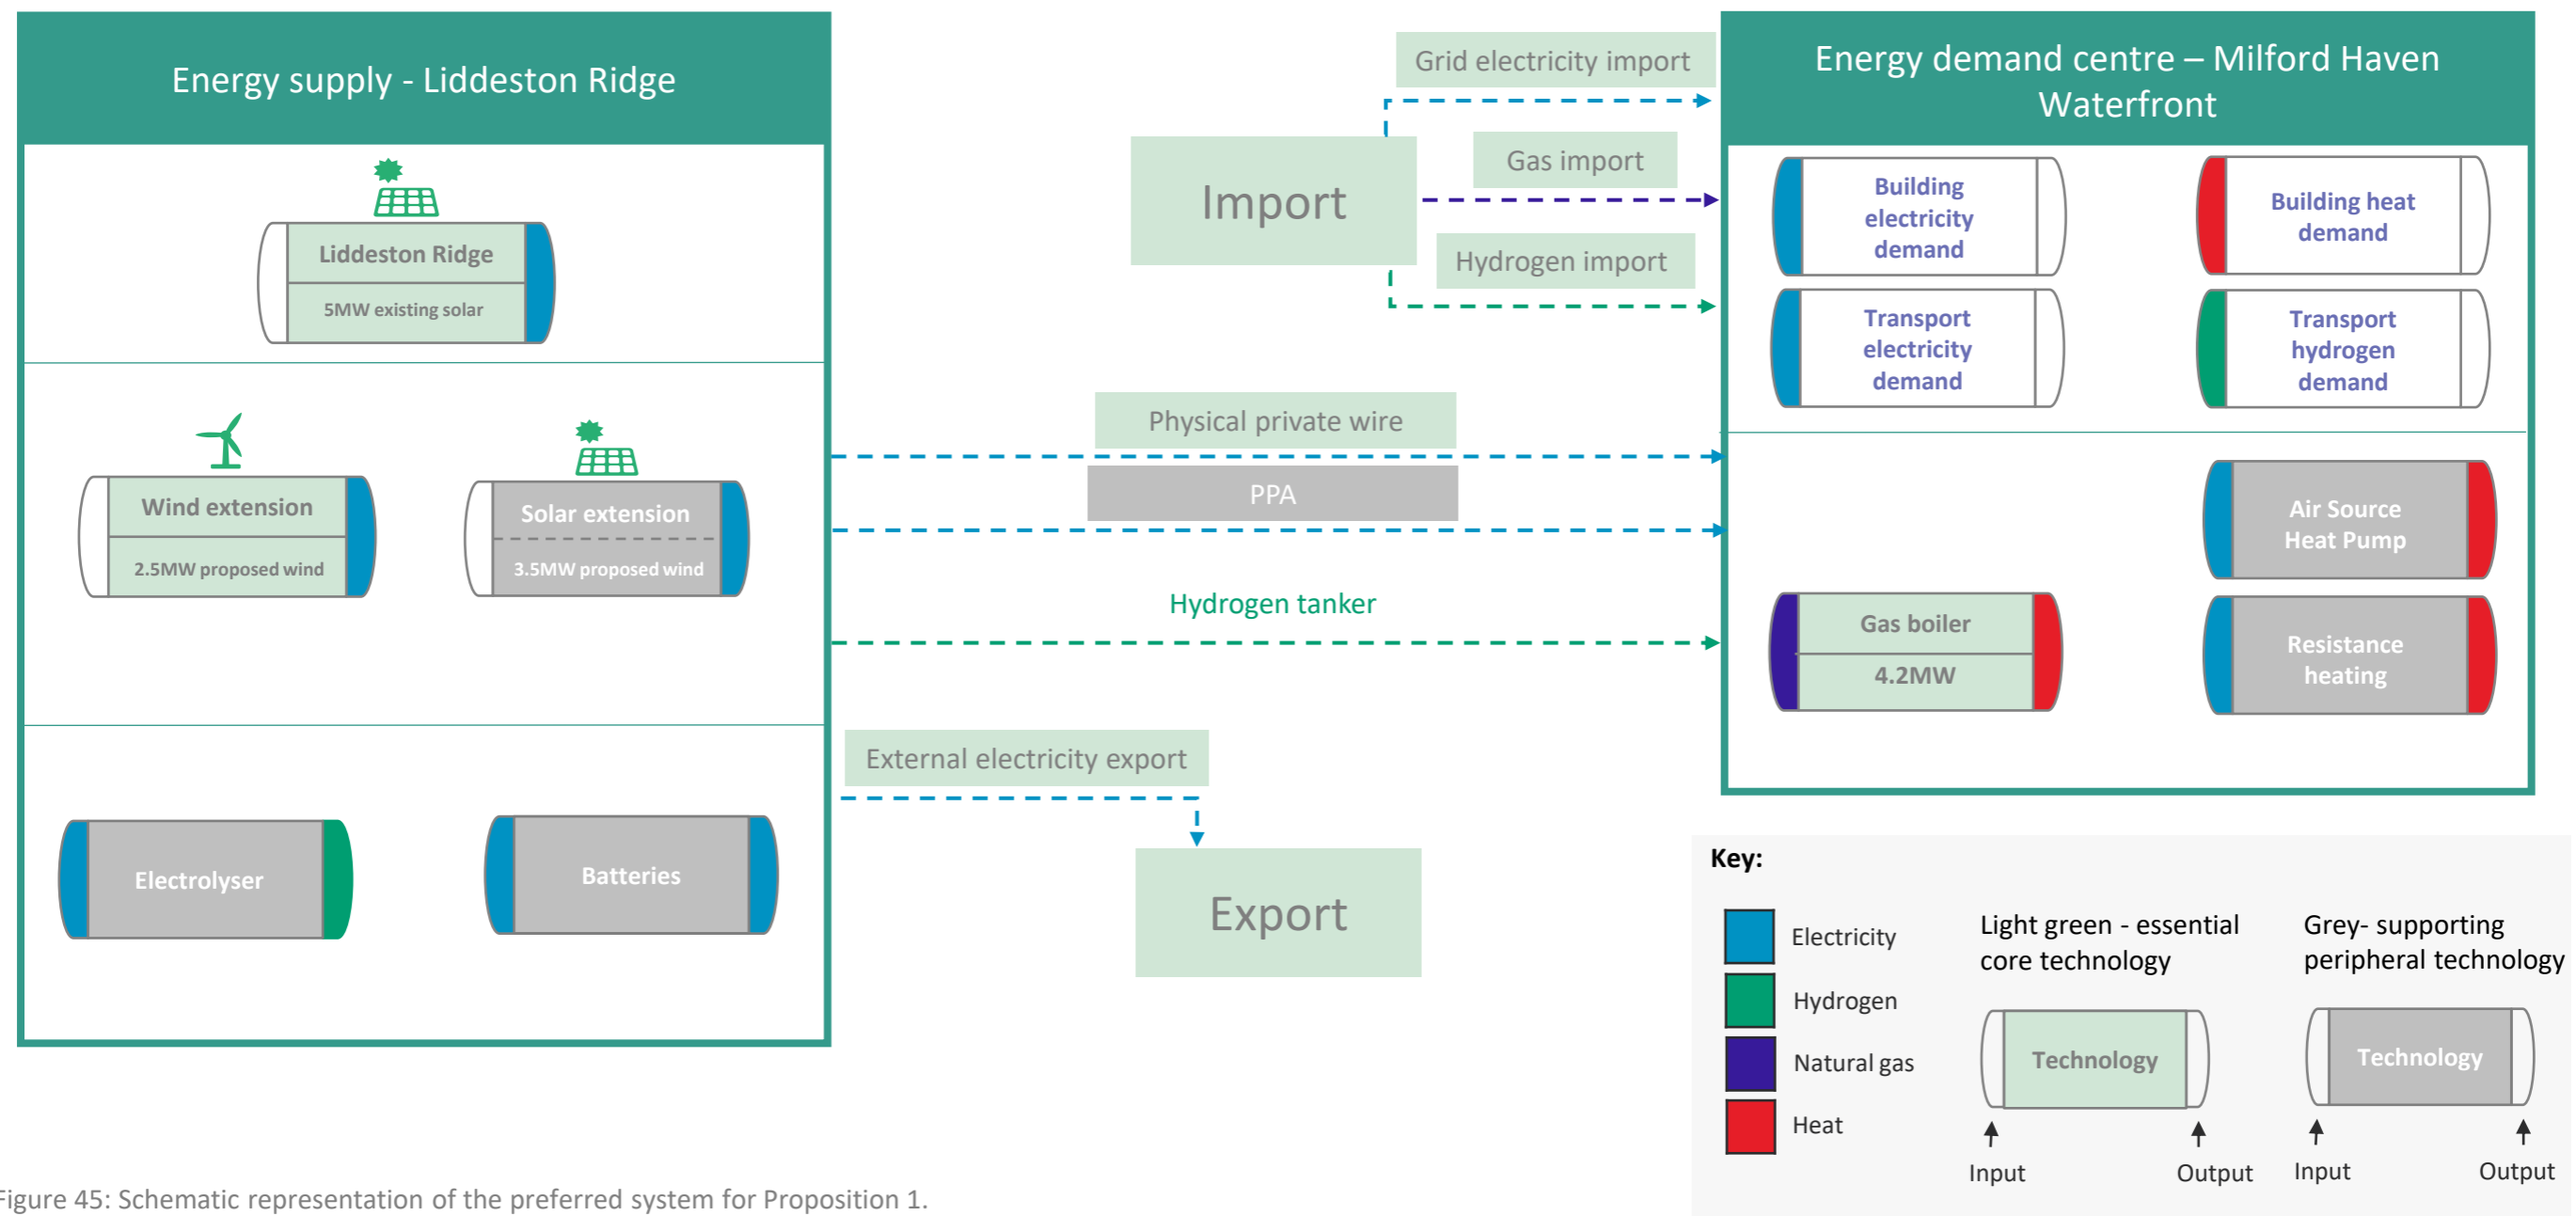 Energy supply - Liddeston Ridge
Liddeston Ridge
5MW existing solar
Wind extension
2.5MW proposed wind
Solar extension
3.5MW proposed wind
Electrolyser
Batteries
Grid electricity import
Import
Gas import
Hydrogen import
Physical private wire
PPA
Hydrogen tanker
External electricity export
Export
Energy demand centre – Milford Haven
Waterfront
Building
electricity
demand
Building heat
demand
Transport
electricity
demand
Transport
hydrogen
demand
Air Source
Heat Pump
Gas boiler
4.2MW
Resistance
heating
Key:
Electricity
Hydrogen
Natural gas
Heat
Light green - essential
core technology
Technology
Input
Output
Grey- supporting
peripheral technology
Technology
Input
Output
Figure 45: Schematic representation of the preferred system for Proposition 1.